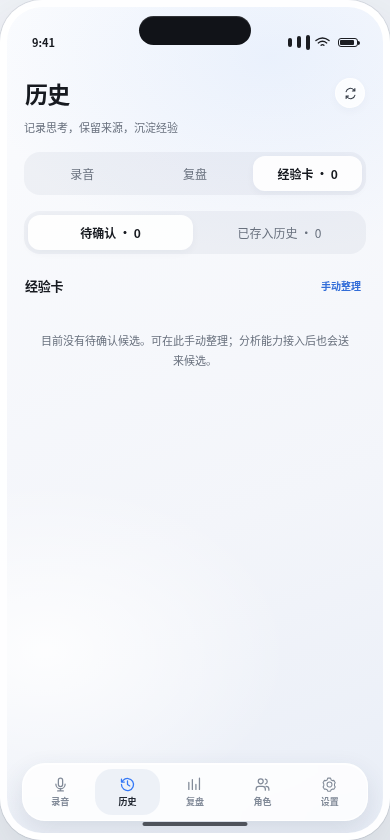 9:41
历史
记录思考，保留来源，沉淀经验
录音
复盘
经验卡 · 0
待确认 · 0
已存入历史 · 0
经验卡
手动整理
目前没有待确认候选。可在此手动整理；分析能力接入后也会送
来候选。
录音
历史
复盘
角色
设置